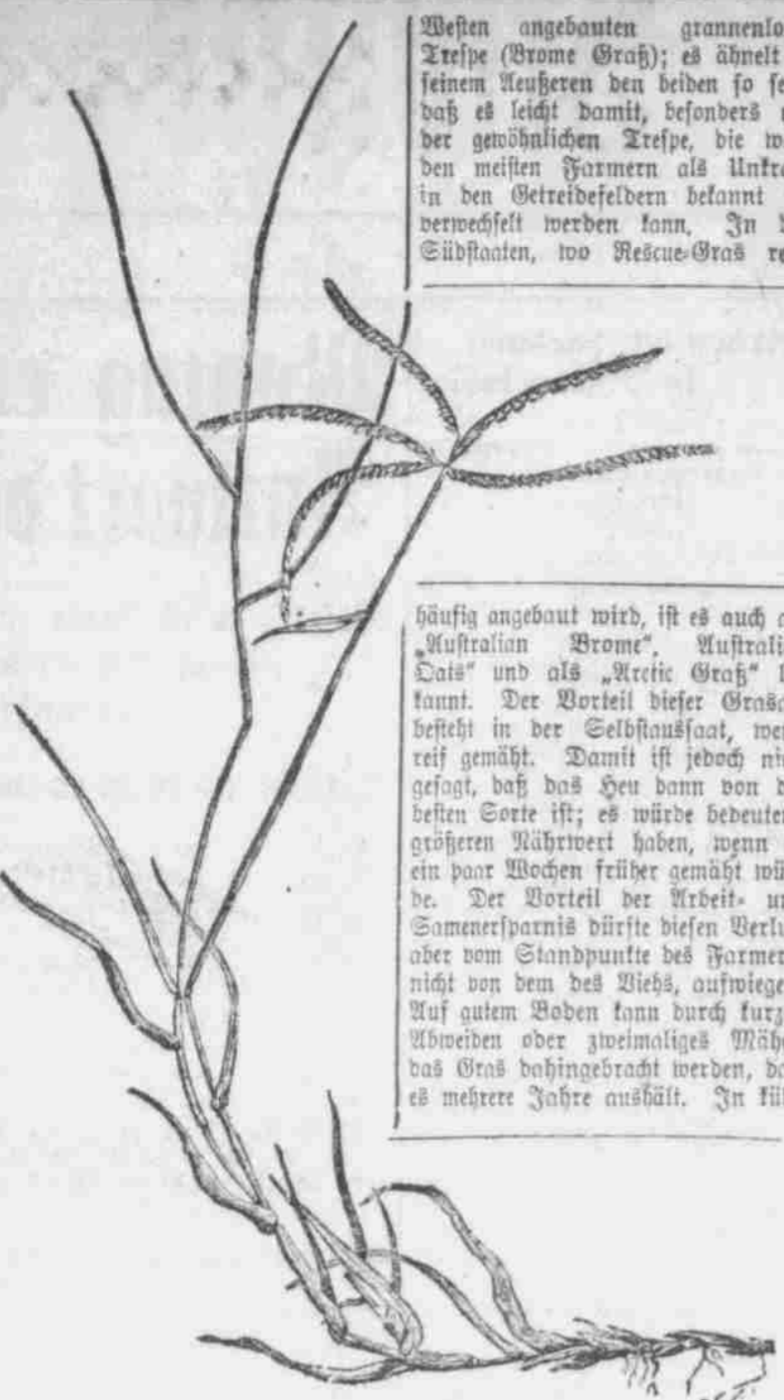 Westen angebauten grannenlo
Trespe (Brome Graß); es ähnelt
seinem Aeußeren den beiden so se
daß es leicht damit, besonders
der gewöhnlichen Trespe, die w
den meisten Farmern als Unkra
in den Getreidefeldern bekannt
verwechselt werden kann. In
Südstaaten, wo Rescue-Gras re
häufig angebaut wird, ist es auch a
„Australian Brome“, Australi
Oats“ und als „Arctic Graß“ b
kannt. Der Vorteil dieser Grasa
besteht in der Selbstaussaat, we
reif gemäht. Damit ist jedoch ni
gesagt, daß das Heu dann von d
besten Sorte ist; es würde bedeuten
größeren Nährwert haben, wenn
ein paar Wochen früher gemäht wü
de. Der Vorteil der Arbeit- un
Samenersparnis dürfte diesen Verlu
aber vom Standpunkte des Farmer
nicht von dem des Viehs, aufwiege
Auf gutem Boden kann durch kurz
Abweiden oder zweimaliges Mäh
das Gras dahingebracht werden, da
es mehrere Jahre aushält. In küh